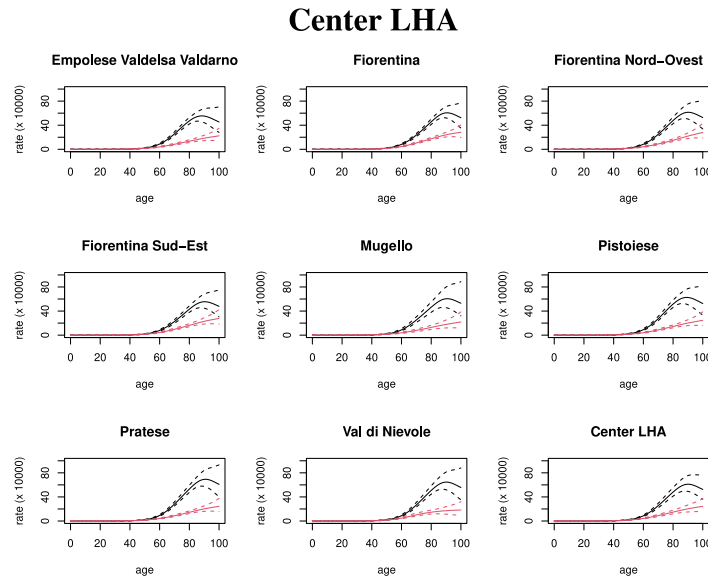 Center LHA
Empolese Valdelsa Valdarno
rate (x 10000)
0 40 80
0 20 40 60 80 100
age
Fiorentina
rate (x 10000)
0 40 80
0 20 40 60 80 100
age
Fiorentina Nord−Ovest
rate (x 10000)
0 40 80
0 20 40 60 80 100
age
Fiorentina Sud−Est
rate (x 10000)
0 40 80
0 20 40 60 80 100
age
Mugello
rate (x 10000)
0 40 80
0 20 40 60 80 100
age
Pistoiese
rate (x 10000)
0 40 80
0 20 40 60 80 100
age
Pratese
rate (x 10000)
0 40 80
0 20 40 60 80 100
age
Val di Nievole
rate (x 10000)
0 40 80
0 20 40 60 80 100
age
Center LHA
rate (x 10000)
0 40 80
0 20 40 60 80 100
age